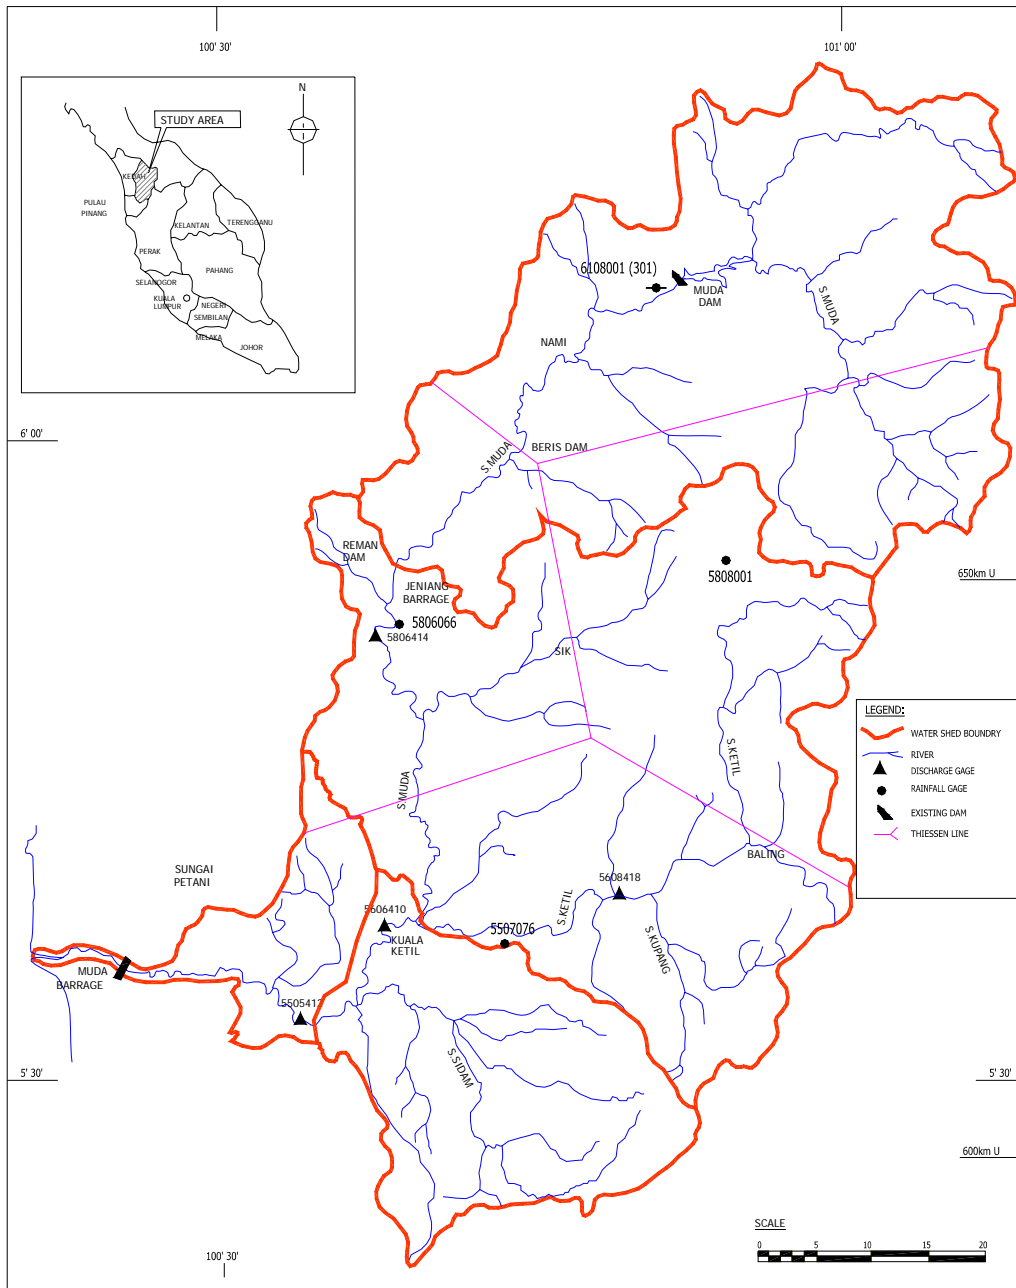 100' 30'
101' 00'
N
STUDY AREA
KEDAH
PULAU
PINANG
KELANTAN
TERENGGANU
PERAK
PAHANG
SELANOGOR
KUALA
LUMPUR
NEGERI
SEMBILAN
MELAKA
JOHOR
6108001 (301)
MUDA
DAM
S.MUDA
NAMI
6' 00'
BERIS DAM
S.MUDA
REMAN
DAM
5808001
650km U
JENIANG
BARRAGE
5806066
5806414
SIK
LEGEND:
WATER SHED BOUNDRY
RIVER
DISCHARGE GAGE
RAINFALL GAGE
EXISTING DAM
THIESSEN LINE
S.KETIL
S.MUDA
BALING
SUNGAI
PETANI
5608418
S.KETIL
5606410
5507076
KUALA
KETIL
S.KUPANG
MUDA
BARRAGE
5505412
S.SIDAM
5' 30'
5' 30'
600km U
SCALE
0 5 10 15 20
100' 30'